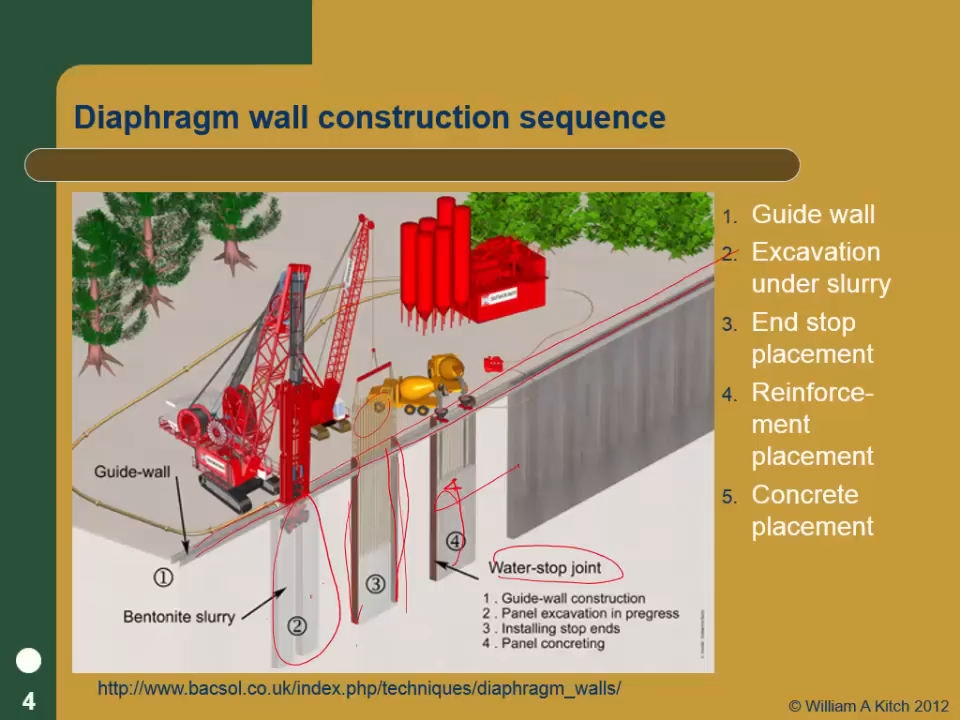 Diaphragm wall construction sequence
1. Guide wall
2. Excavation
under slurry
3. End stop
placement
4. Reinforce-
ment
placement
5. Concrete
placement
Guide-wall
①
Bentonite slurry
②
③
④
Water-stop joint
1 . Guide-wall construction
2 . Panel excavation in pregress
3 . Installing stop ends
4 . Panel concreting
http://www.bacsol.co.uk/index.php/techniques/diaphragm_walls/
4
© William A Kitch 2012